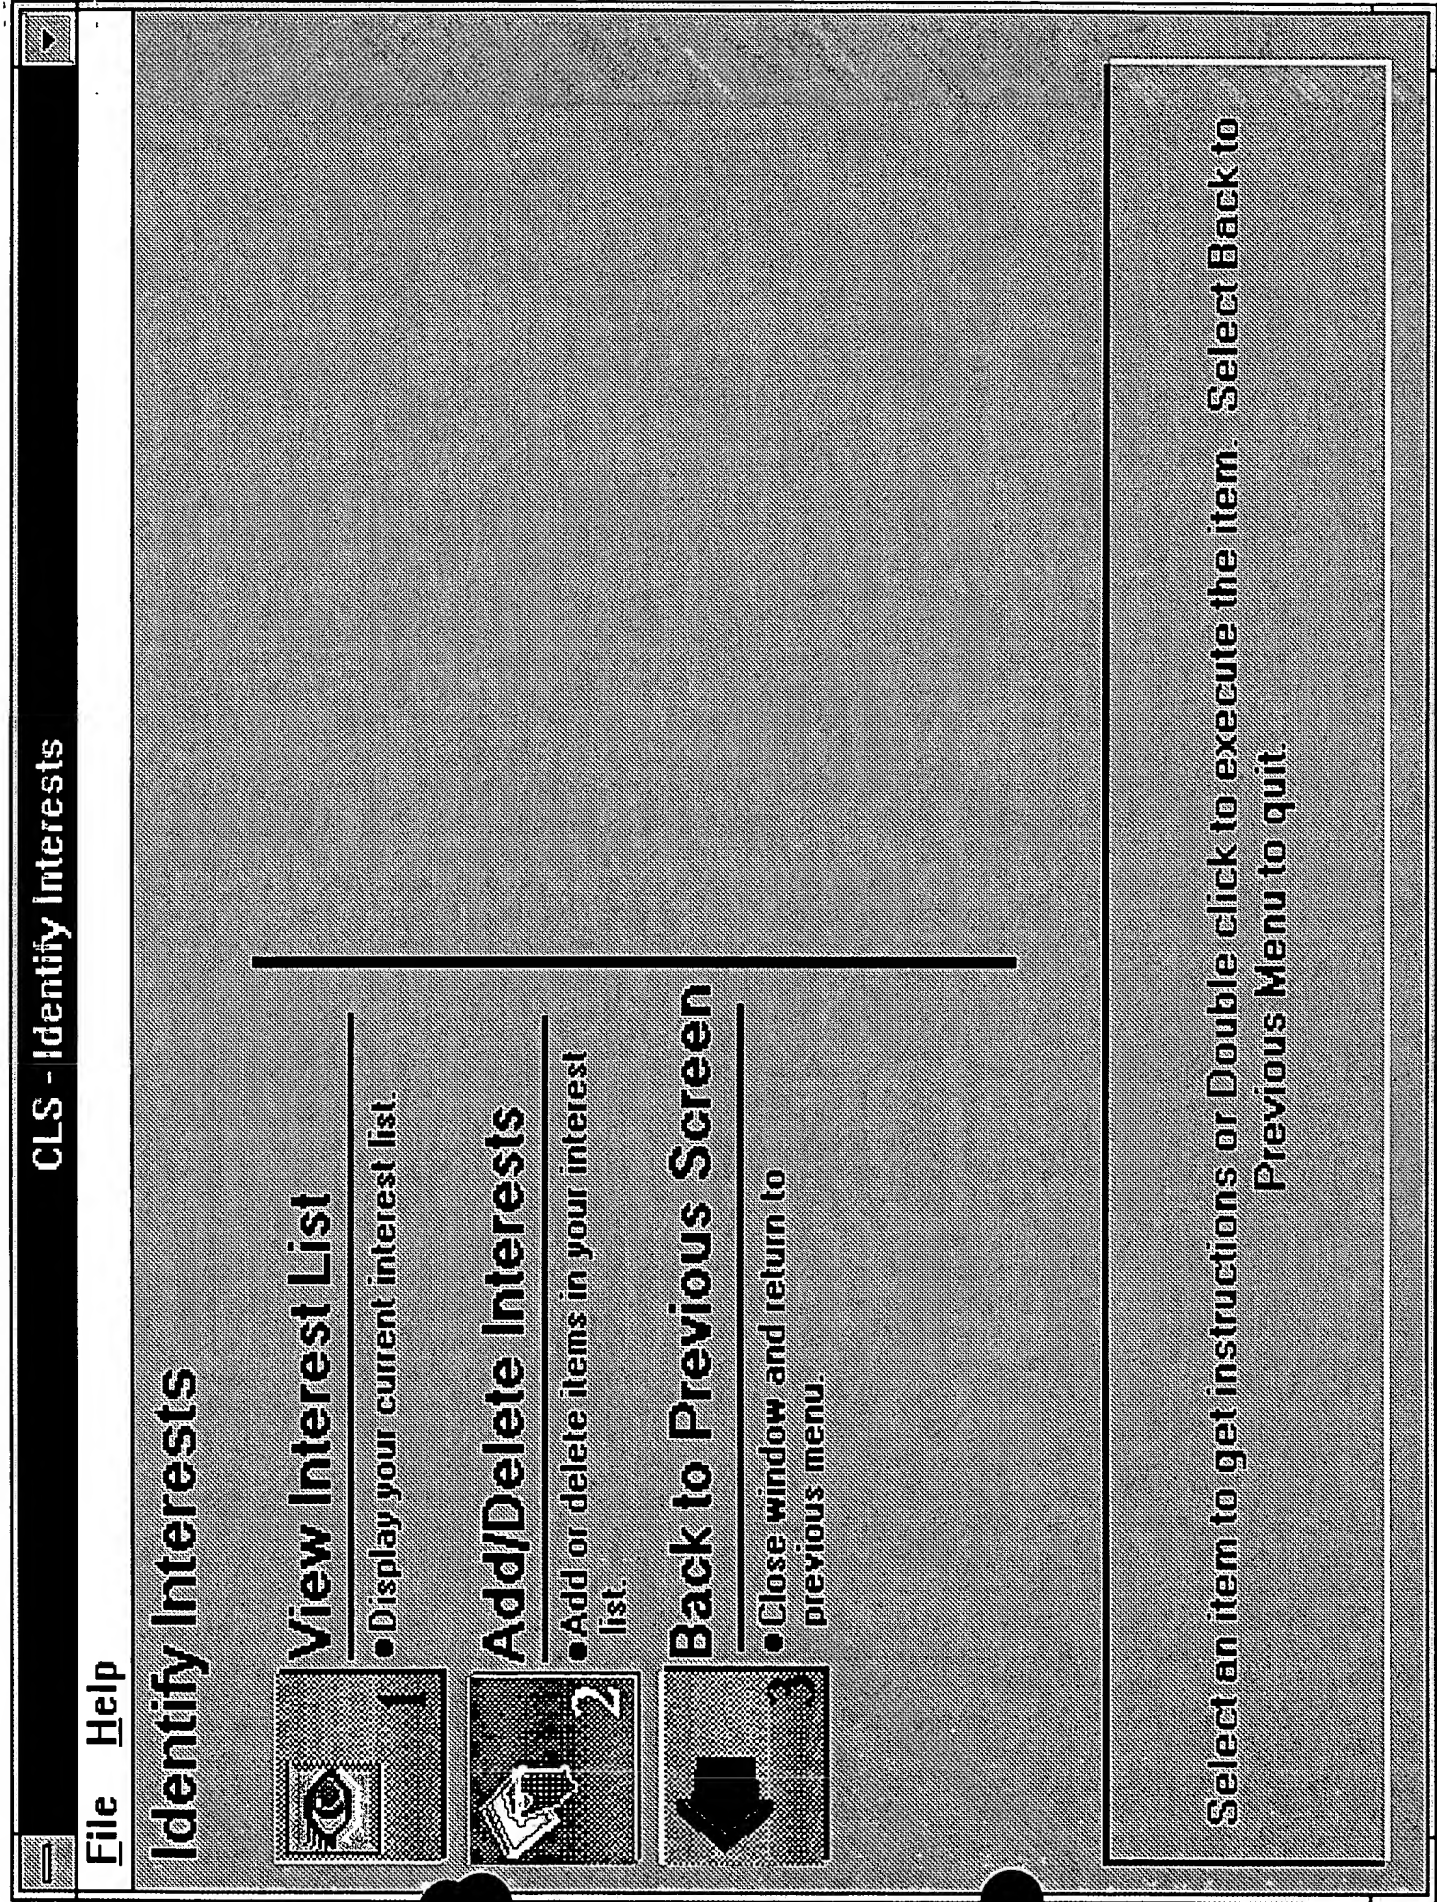 CLS - Identify Interests
File Help
Identify Interests
1
View Interest List
●Display your current interest list.
2
Add/Delete Interests
●Add or delete items in your interest
list.
3
Back to Previous Screen
●Close window and return to
previous menu.
Select an item to get instructions or Double click to execute the item. Select Back to
Previous Menu to quit.